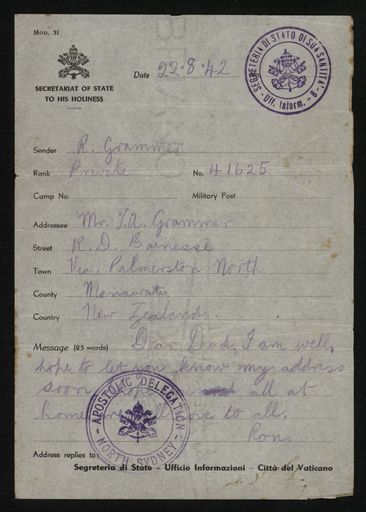 MOD. 31
SECRETARIAT OF STATE
TO HIS HOLINESS
Date 22·8·42
SEGRETERIA DI STATO DI SUA SANTITÀ
Uff. Inform. - 8 -
Sender R. Grammer
Rank Private No. 41625
Camp No. Military Post
Addressee Mr. T.A. Grammer
Street R. D. Bainesse
Town Via. Palmerston North
County Manawatu
Country New Zealand.
Message (25 words) Dear Dad, I am well,
hope to let you know my address
soon all at
home love to all.
Ron.
APOSTOLIC DELEGATION
NORTH SYDNEY
Address replies to:
Segreteria di Stato - Ufficio Informazioni - Città del Vaticano